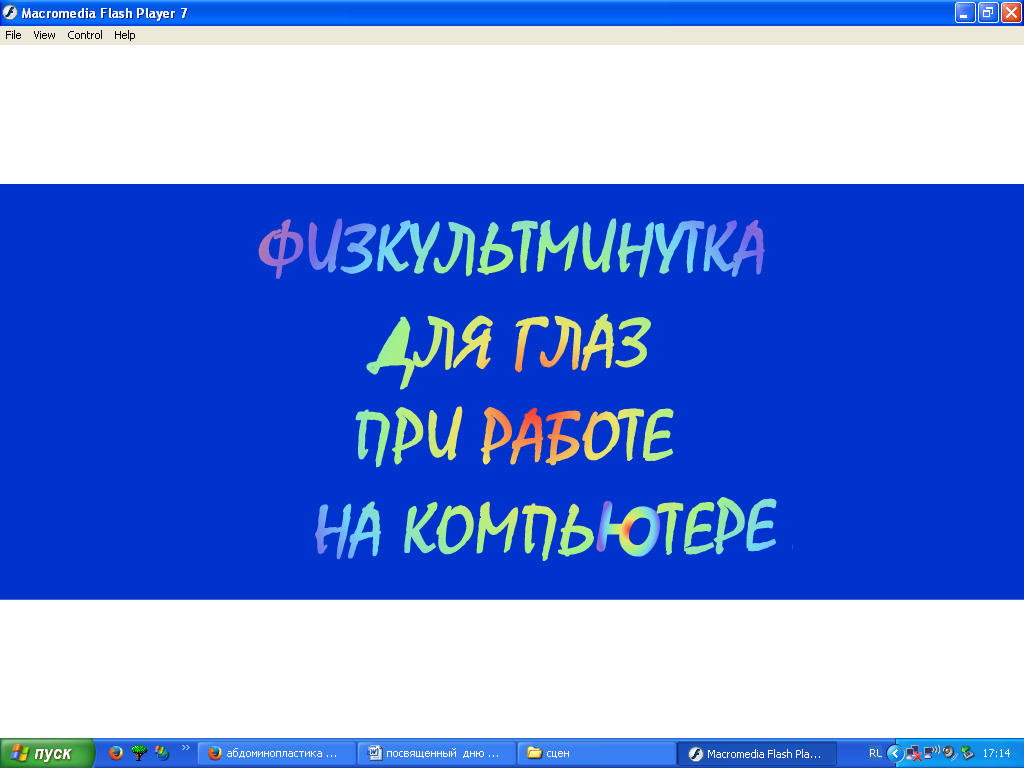 Macromedia Flash Player 7
File View Control Help
ФИЗКУЛЬТМИНУТКА
ДЛЯ ГЛАЗ
ПРИ РАБОТЕ
НА КОМПЬЮТЕРЕ
пуск
абдоминопластика ...
посвященный дню ...
сцен
Macromedia Flash Pla...
RL
17:14